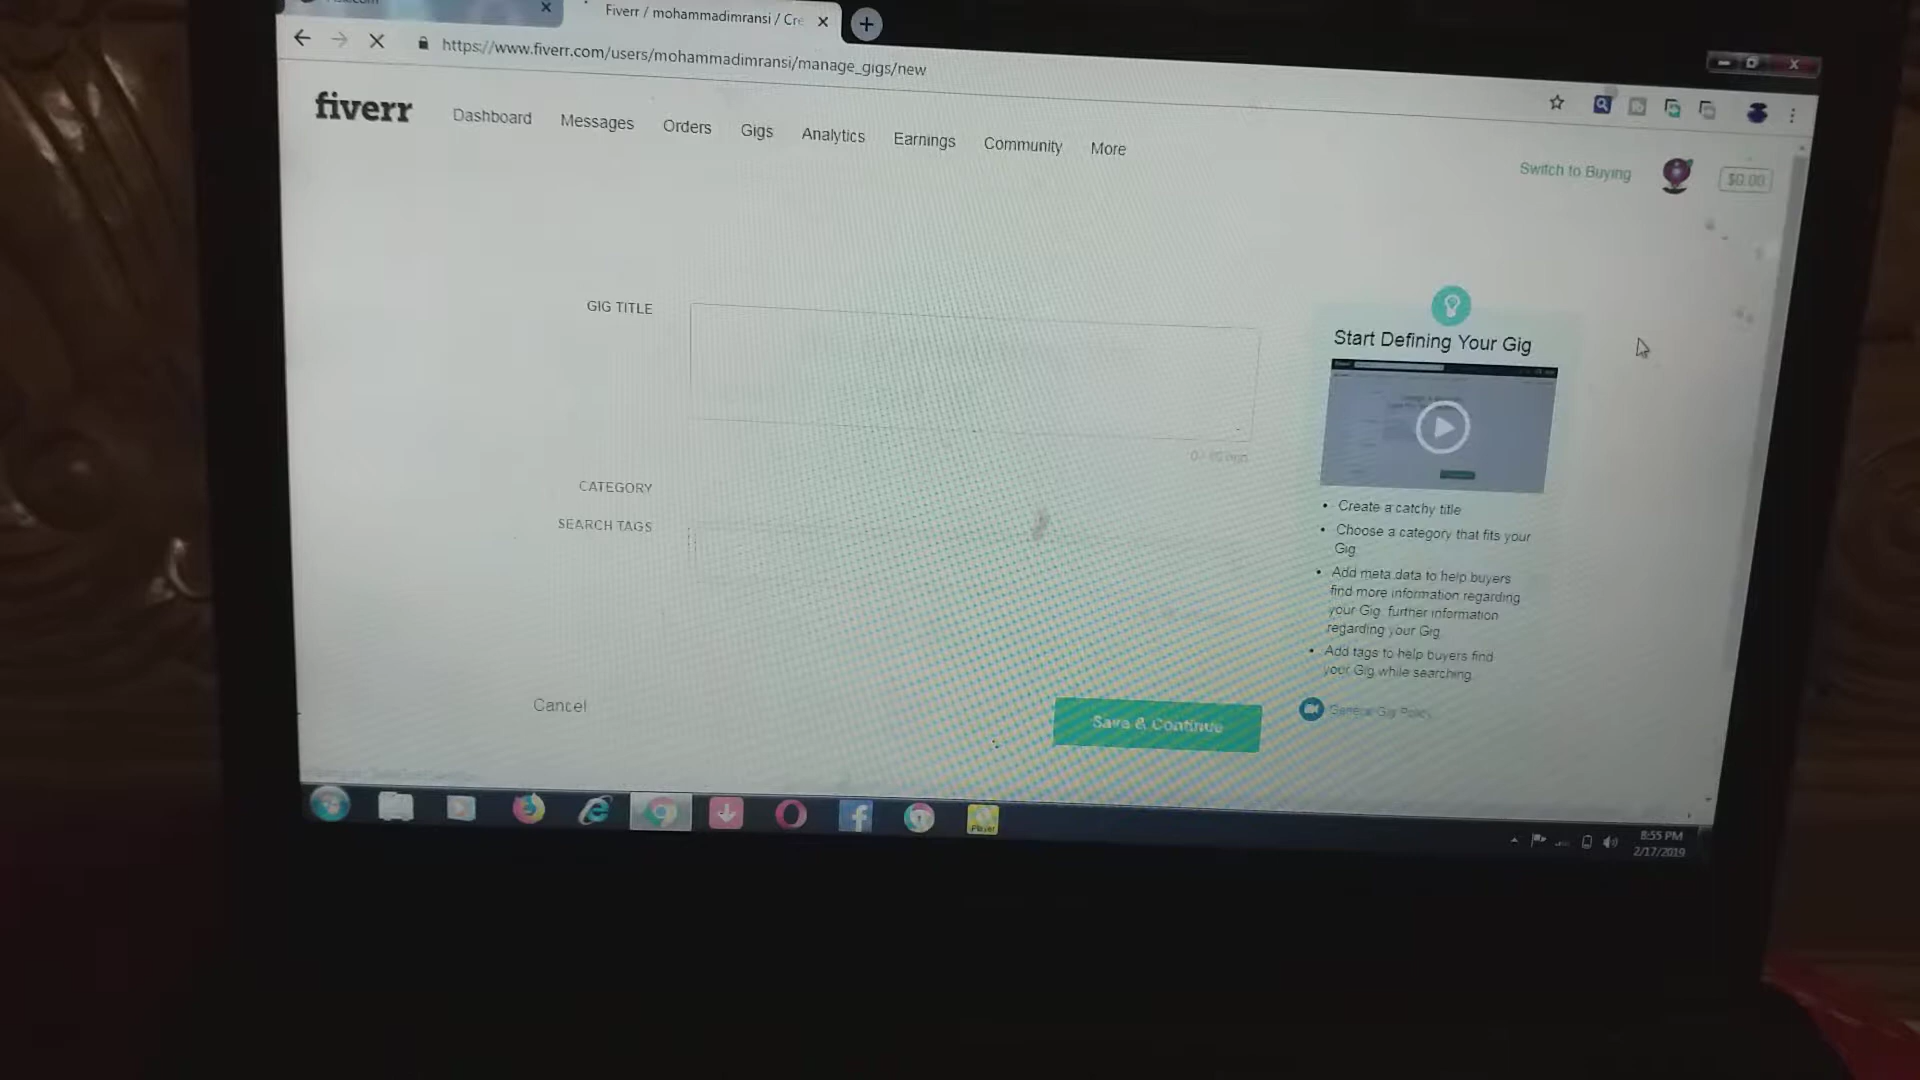 Fiverr / mohammadimransi / Cre
https://www.fiverr.com/users/mohammadimransi/manage_gigs/new
fiverr
Dashboard
Messages
Orders
Gigs
Analytics
Earnings
Community
More
Switch to Buying
$0.00
GIG TITLE
Start Defining Your Gig
CATEGORY
SEARCH TAGS
Create a catchy title
Choose a category that fits your
Gig
Add meta data to help buyers
find more information regarding
your Gig. further information
regarding your Gig
Add tags to help buyers find
your Gig while searching
General Gig Policy
Cancel
Save & Continue
8:55 PM
2/17/2019